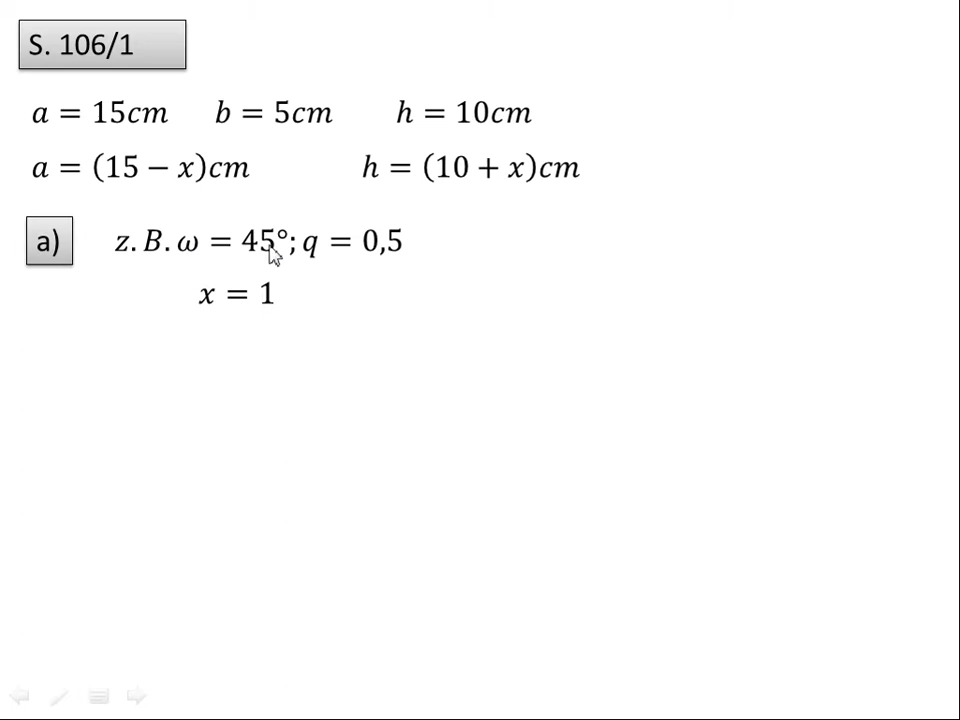 S. 106/1
a = 15cm b = 5cm h = 10cm
a = (15 − x)cm h = (10 + x)cm
a) z. B. ω = 45°; q = 0,5
x = 1